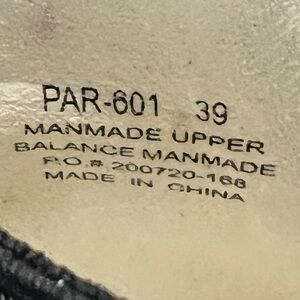 PAR-601 39
MANMADE UPPER
BALANCE MANMADE
P.O.# 200720-168
MADE IN CHINA